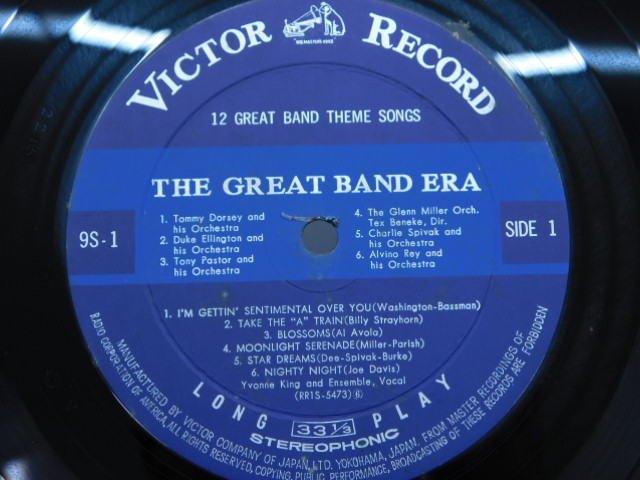 VICTOR RECORD
"HIS MASTER'S VOICE"
12 GREAT BAND THEME SONGS
THE GREAT BAND ERA
9S-1
1. Tommy Dorsey and
his Orchestra
2. Duke Ellington and
his Orchestra
3. Tony Pastor and
his Orchestra
4. The Glenn Miller Orch.
Tex Beneke, Dir.
5. Charlie Spivak and
his Orchestra
6. Alvino Rey and
his Orchestra
SIDE 1
1. I'M GETTIN' SENTIMENTAL OVER YOU(Washington-Bassman)
2. TAKE THE "A" TRAIN(Billy Strayhorn)
3. BLOSSOMS(Al Avola)
4. MOONLIGHT SERENADE(Miller-Parish)
5. STAR DREAMS(Dee-Spivak-Burke)
6. NIGHTY NIGHT(Joe Davis)
Yvonne King and Ensemble, Vocal
(RR1S-5473)⑥
LONG 33 1/3 PLAY
STEREOPHONIC
MANUFACTURED BY VICTOR COMPANY OF JAPAN, LTD. YOKOHAMA, JAPAN. FROM MASTER RECORDINGS OF
RADIO CORPORATION OF AMERICA, ALL RIGHTS RESERVED, COPYING, PUBLIC PERFORMANCE, BROADCASTING OF THESE RECORDS ARE FORBIDDEN